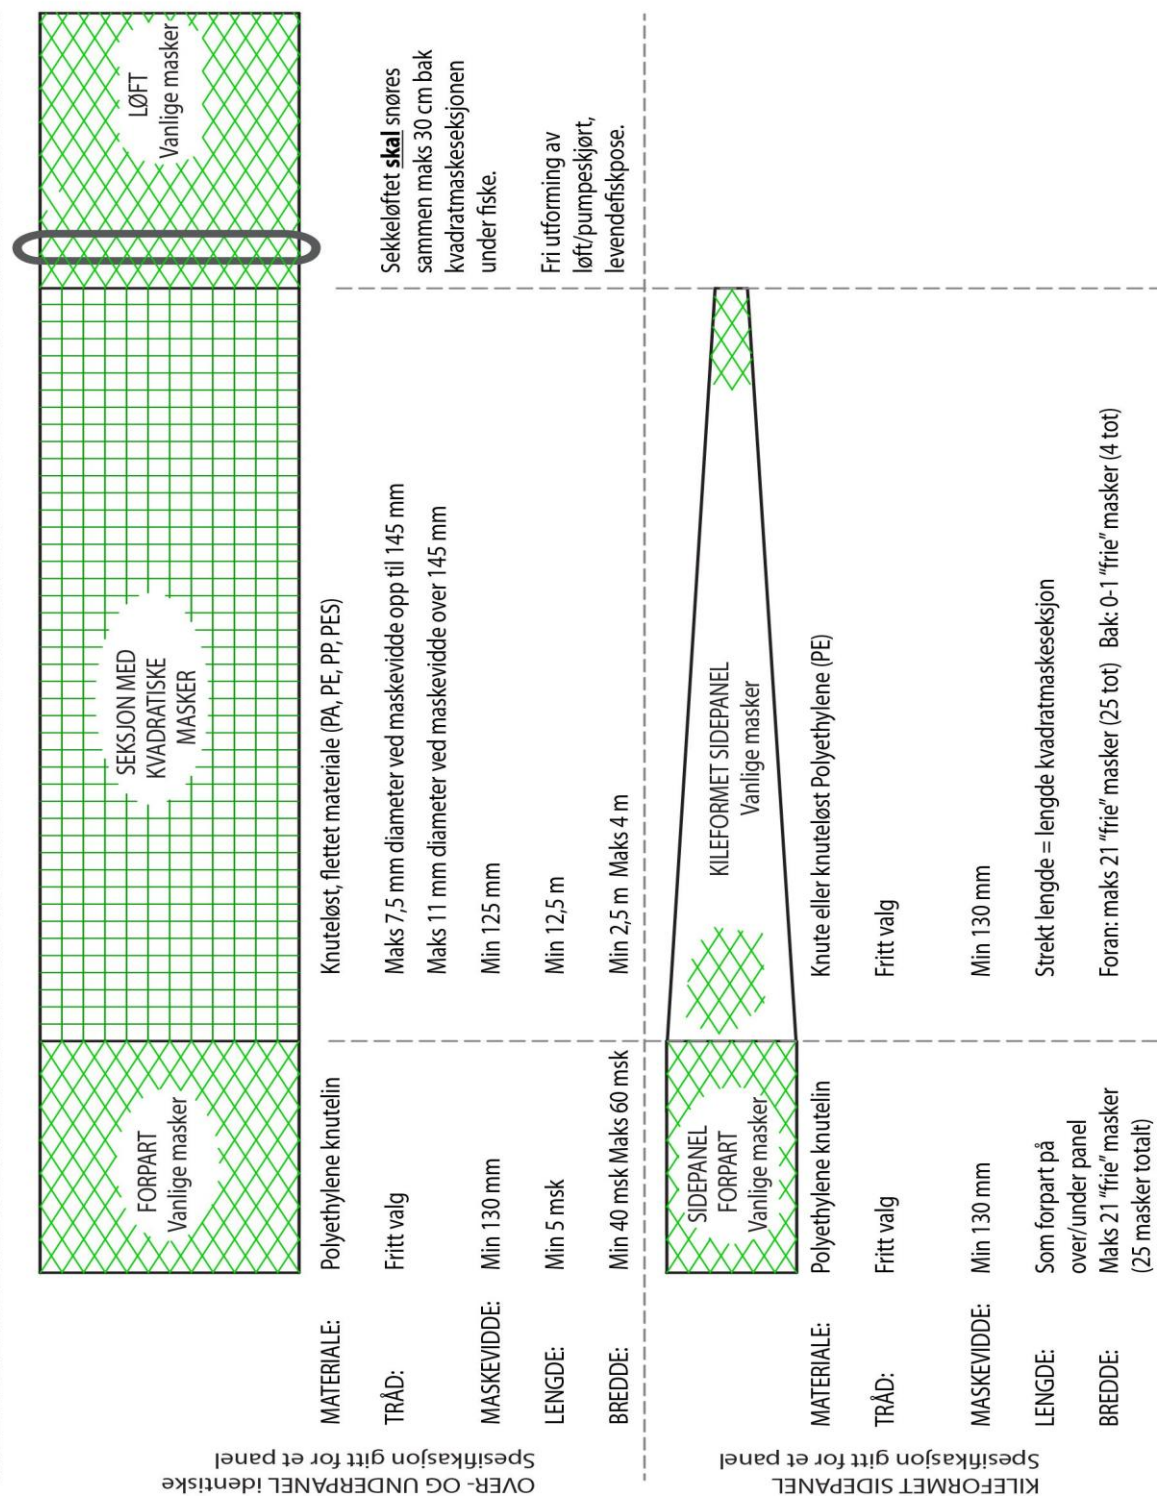 OVER- OG UNDERPANEL identiske
Spesifikasjon gitt for et panel
FORPART
Vanlige masker
SEKSJON MED
KVADRATISKE
MASKER
LØFT
Vanlige masker
MATERIALE:
Polyethylene knutelin
Knuteløst, flettet materiale (PA, PE, PP, PES)
TRÅD:
Fritt valg
Maks 7,5 mm diameter ved maskevidde opp til 145 mm
Maks 11 mm diameter ved maskevidde over 145 mm
MASKEVIDDE:
Min 130 mm
Min 125 mm
LENGDE:
Min 5 msk
Min 12,5 m
BREDDE:
Min 40 msk Maks 60 msk
Min 2,5 m Maks 4 m
Sekkeløftet skal snøres
sammen maks 30 cm bak
kvadratmaskeseksjonen
under fiske.
Fri utforming av
løft/pumpeskjørt,
levendefiskpose.
KILEFORMET SIDEPANEL
Spesifikasjon gitt for et panel
SIDEPANEL
FORPART
Vanlige masker
KILEFORMET SIDEPANEL
Vanlige masker
MATERIALE:
Polyethylene knutelin
Knute eller knuteløst Polyethylene (PE)
TRÅD:
Fritt valg
Fritt valg
MASKEVIDDE:
Min 130 mm
Min 130 mm
LENGDE:
Som forpart på
over/under panel
Strekt lengde = lengde kvadratmaskeseksjon
BREDDE:
Maks 21 "frie" masker
(25 masker totalt)
Foran: maks 21 "frie" masker (25 tot) Bak: 0-1 "frie" masker (4 tot)